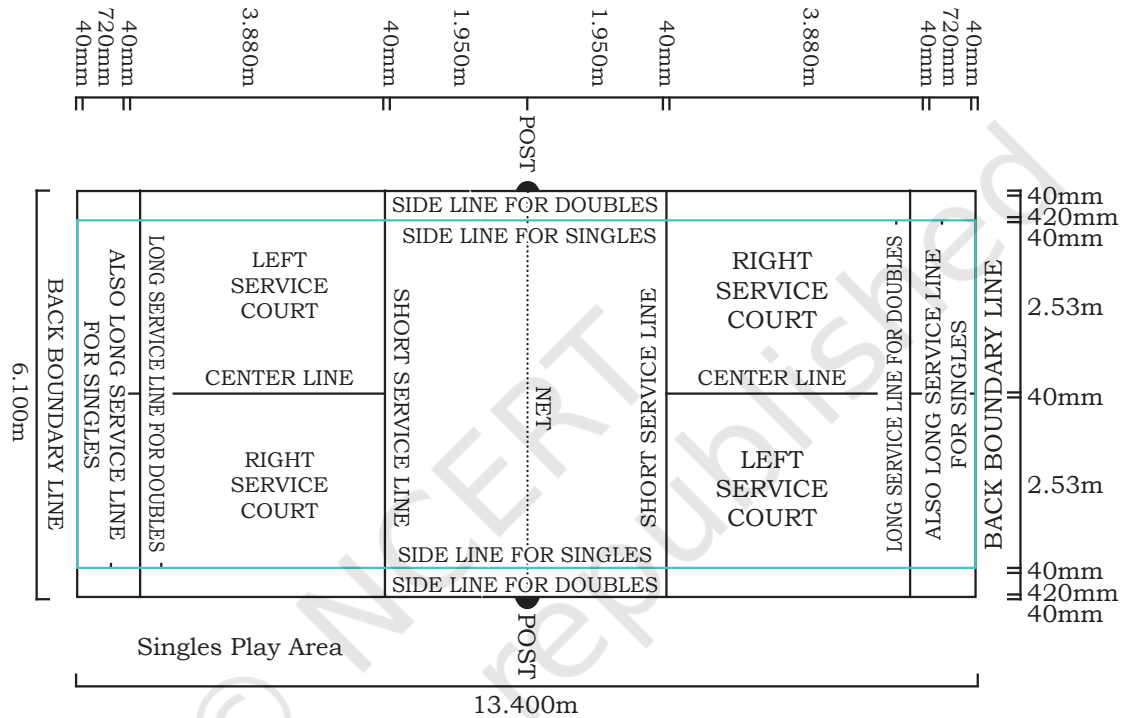 40mm
720mm
40mm
3.880m
40mm
1.950m
1.950m
40mm
3.880m
40mm
720mm
40mm
POST
SIDE LINE FOR DOUBLES
SIDE LINE FOR SINGLES
40mm
420mm
40mm
2.53m
40mm
2.53m
40mm
420mm
40mm
6.100m
BACK BOUNDARY LINE
ALSO LONG SERVICE LINE
FOR SINGLES
LONG SERVICE LINE FOR DOUBLES
LEFT
SERVICE
COURT
CENTER LINE
RIGHT
SERVICE
COURT
SHORT SERVICE LINE
NET
SHORT SERVICE LINE
RIGHT
SERVICE
COURT
CENTER LINE
LEFT
SERVICE
COURT
LONG SERVICE LINE FOR DOUBLES
ALSO LONG SERVICE LINE
FOR SINGLES
BACK BOUNDARY LINE
SIDE LINE FOR SINGLES
SIDE LINE FOR DOUBLES
POST
Singles Play Area
13.400m
© NCERT
republished